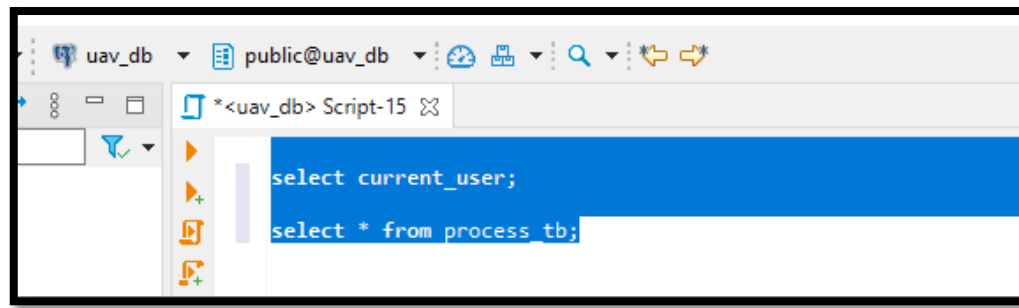 uav_db public@uav_db
*<uav_db> Script-15
select current_user;
select * from process_tb;